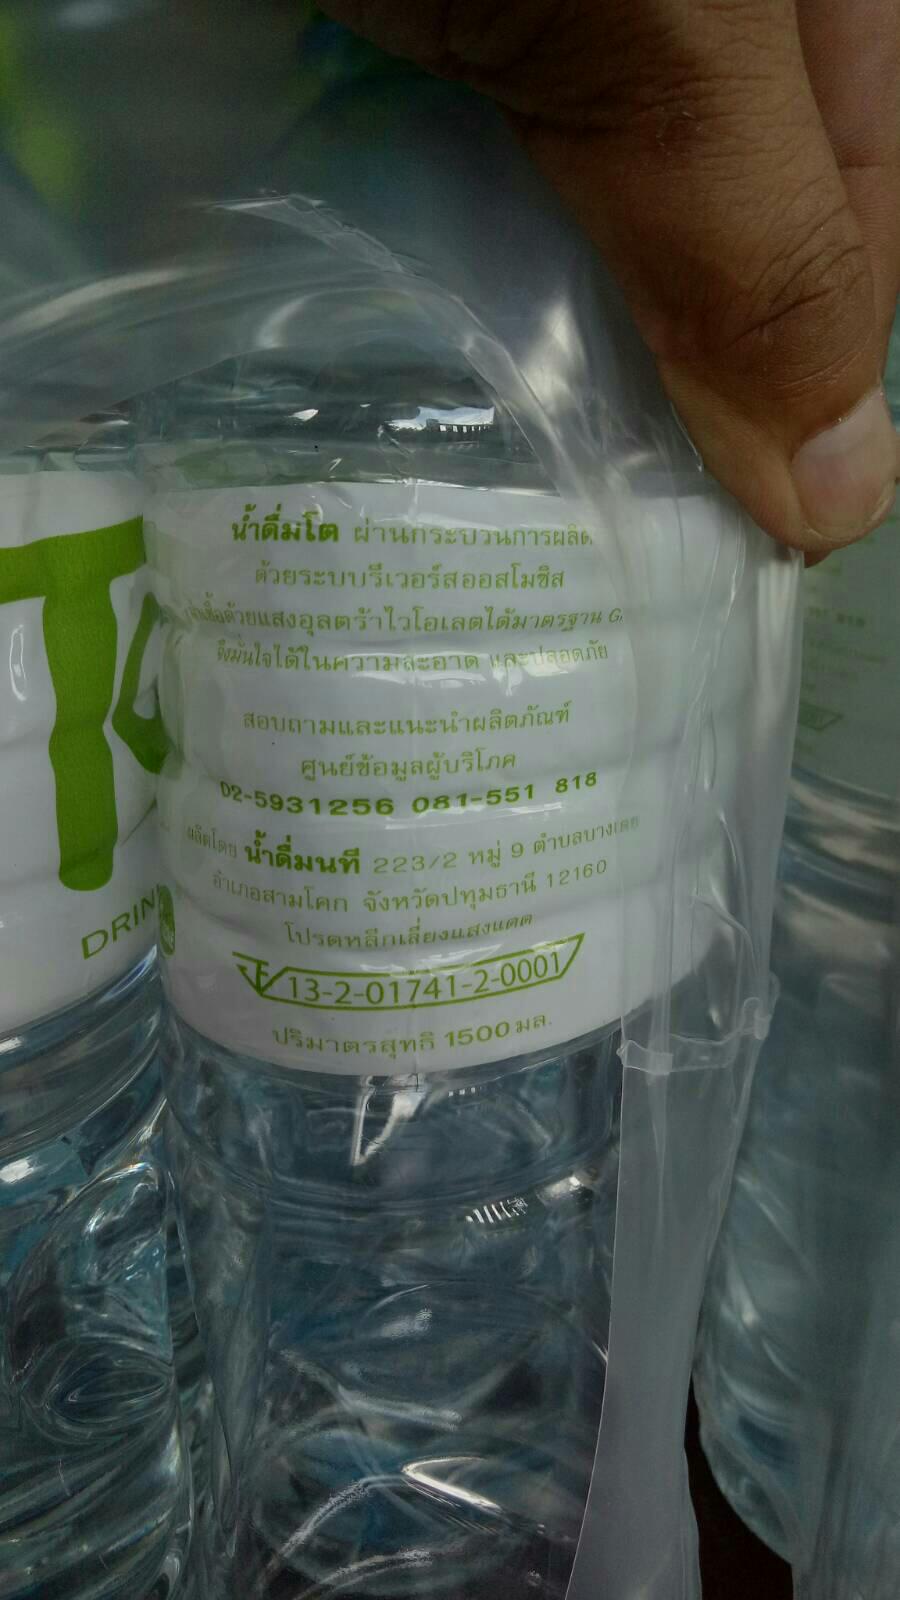 น้ำดื่มโต ผ่านกระบวนการผลิต
ด้วยระบบรีเวอร์สออสโมซิส
ด้วยแสงอุลตร้าไวโอเลตได้มาตรฐาน G
จึงมั่นใจได้ในความสะอาด และปลอดภัย
สอบถามและแนะนำผลิตภัณฑ์
ศูนย์ข้อมูลผู้บริโภค
02-5931256 081-551 818
ผลิตโดย น้ำดื่มนที 223/2 หมู่ 9 ตำบลบางเตย
อำเภอสามโคก จังหวัดปทุมธานี 12160
โปรดหลีกเลี่ยงแสงแดด
13-2-01741-2-0001
ปริมาตรสุทธิ 1500 มล.
To
DRIN